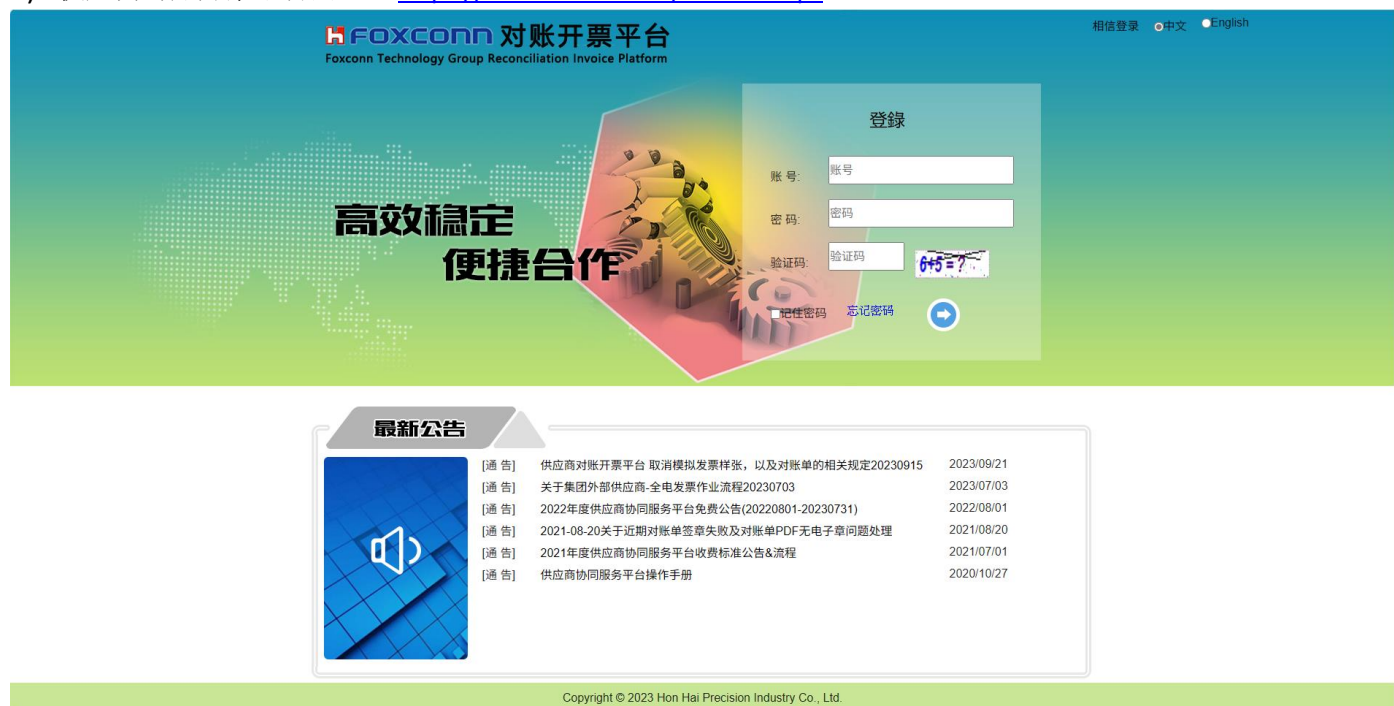 FOXCONN 对账开票平台
Foxconn Technology Group Reconciliation Invoice Platform
相信登录 中文 English
登錄
账 号: 账号
密 码: 密码
验证码: 验证码 6+5=?
记住密码 忘记密码
高效稳定
便捷合作
最新公告
[通 告] 供应商对账开票平台 取消模拟发票样张，以及对账单的相关规定20230915 2023/09/21
[通 告] 关于集团外部供应商-全电发票作业流程20230703 2023/07/03
[通 告] 2022年度供应商协同服务平台免费公告(20220801-20230731) 2022/08/01
[通 告] 2021-08-20关于近期对账单签章失败及对账单PDF无电子章问题处理 2021/08/20
[通 告] 2021年度供应商协同服务平台收费标准公告&流程 2021/07/01
[通 告] 供应商协同服务平台操作手册 2020/10/27
Copyright © 2023 Hon Hai Precision Industry Co., Ltd.